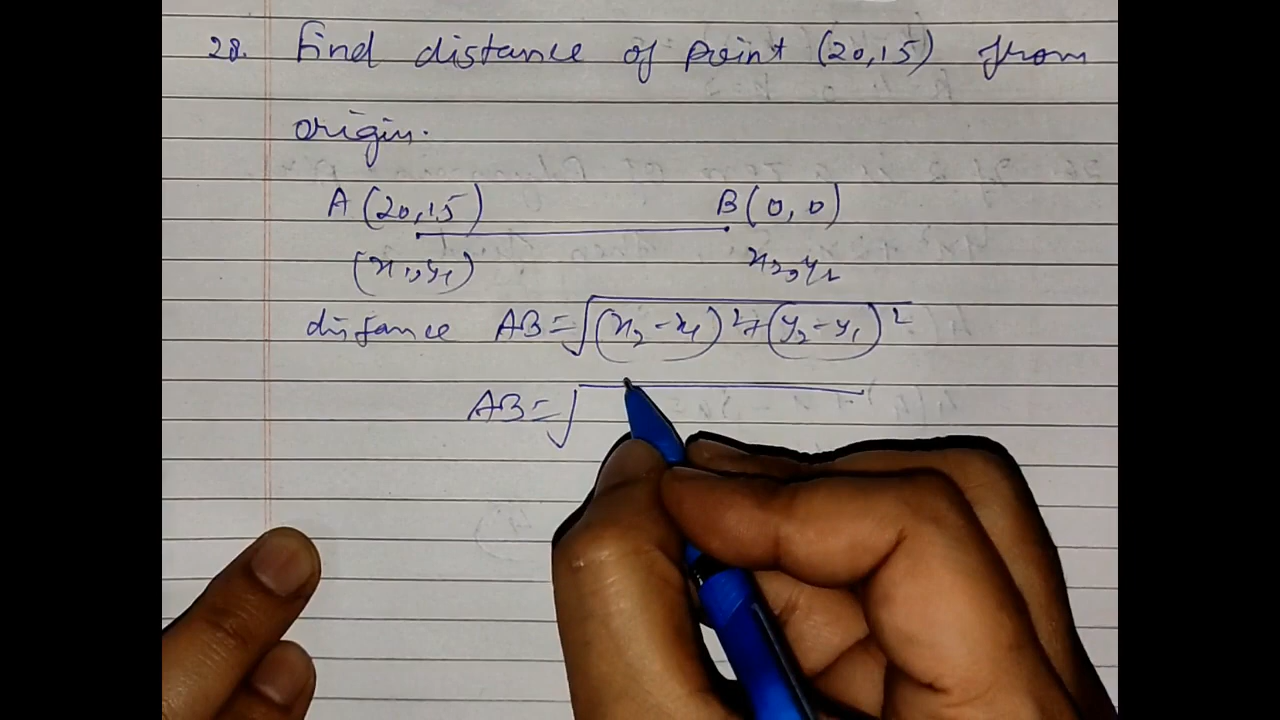 28. Find distance of point (20,15) from
origin.
A (20,15) B (0, 0)
(x₁,y₁) x₂,y₂
distance AB=√(x₂-x₁)²+(y₂-y₁)²
AB=√